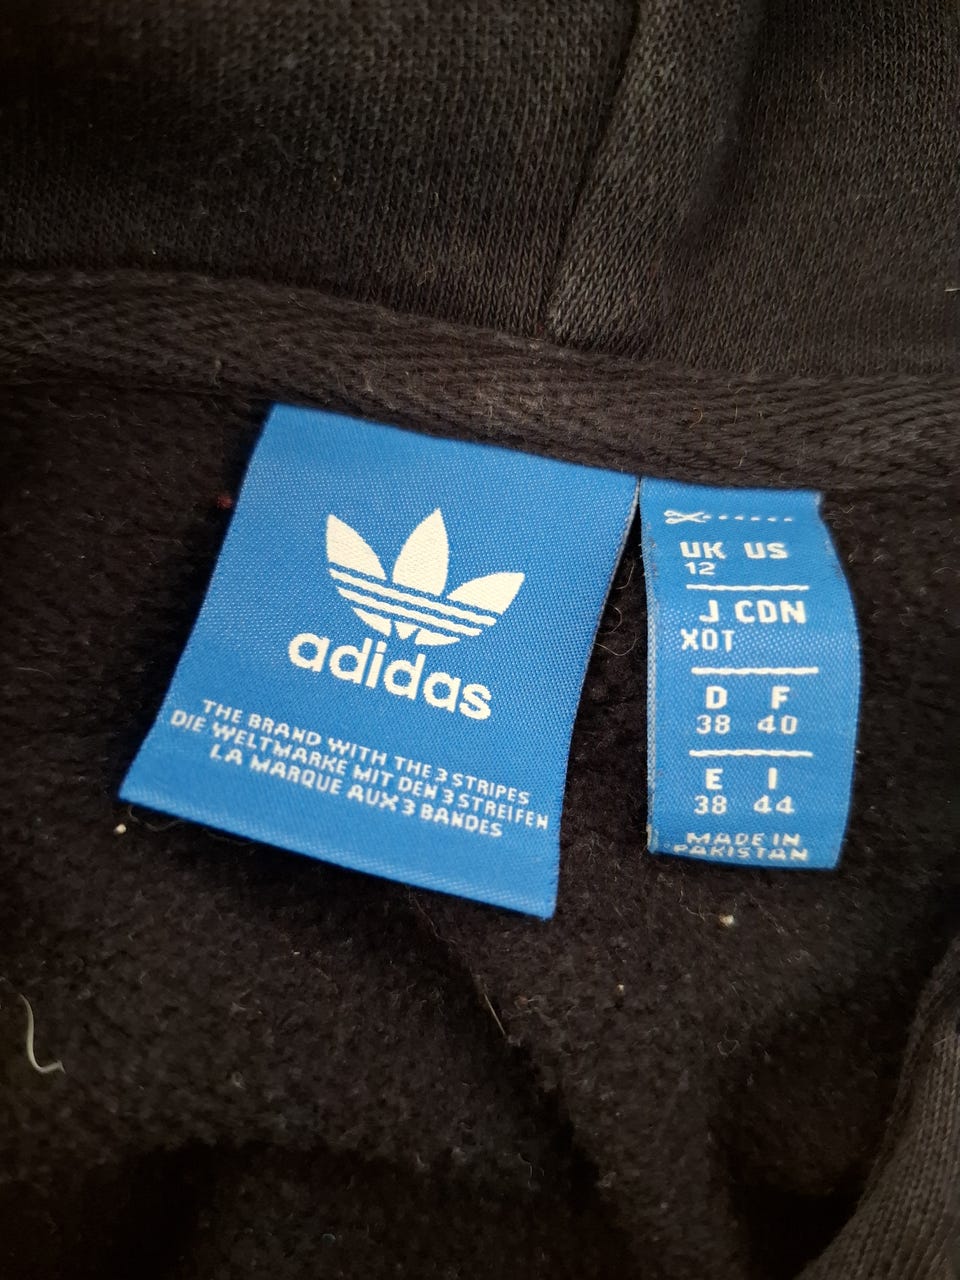 adidas
THE BRAND WITH THE 3 STRIPES
DIE WELTMARKE MIT DEN 3 STREIFEN
LA MARQUE AUX 3 BANDES
UK US
12
J CDN
XOT
D F
38 40
E I
38 44
MADE IN
PAKISTAN